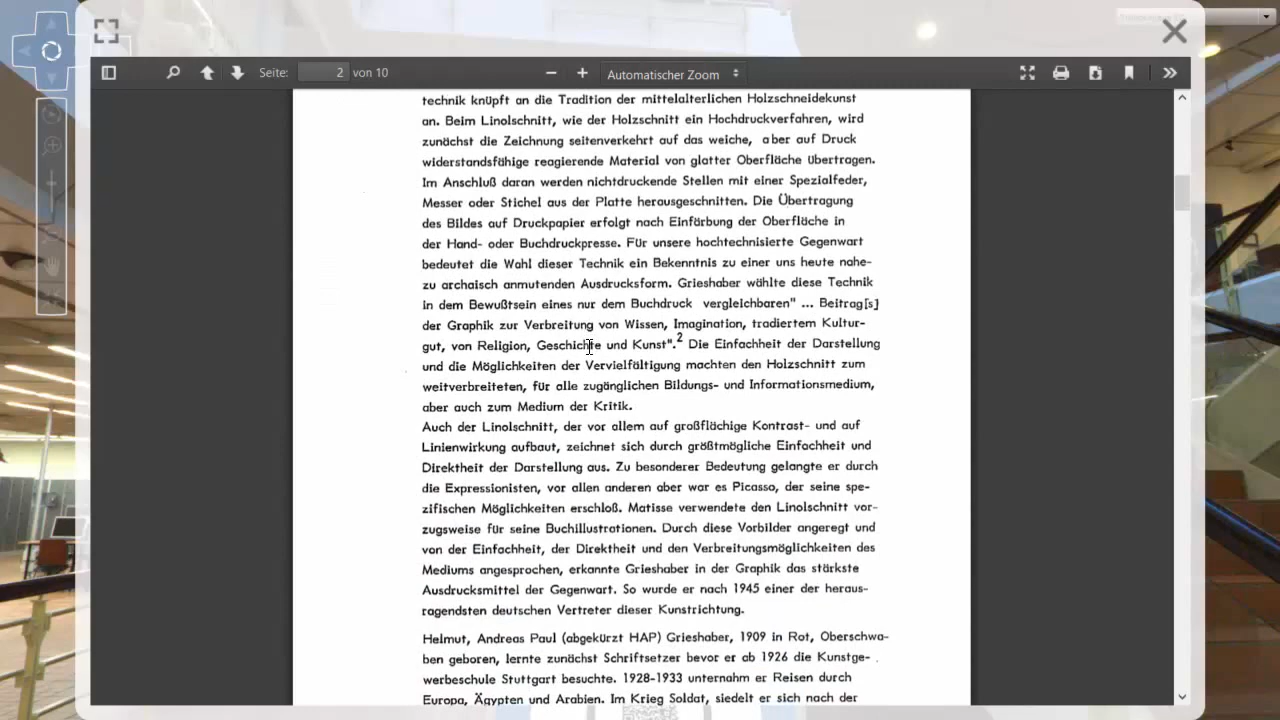 Seite: 2 von 10 Automatischer Zoom
technik knüpft an die Tradition der mittelalterlichen Holzschneidekunst
an. Beim Linolschnitt, wie der Holzschnitt ein Hochdruckverfahren, wird
zunächst die Zeichnung seitenverkehrt auf das weiche, aber auf Druck
widerstandsfähige reagierende Material von glatter Oberfläche übertragen.
Im Anschluß daran werden nichtdruckende Stellen mit einer Spezialfeder,
Messer oder Stichel aus der Platte herausgeschnitten. Die Übertragung
des Bildes auf Druckpapier erfolgt nach Einfärbung der Oberfläche in
der Hand- oder Buchdruckpresse. Für unsere hochtechnisierte Gegenwart
bedeutet die Wahl dieser Technik ein Bekenntnis zu einer uns heute nahe-
zu archaisch anmutenden Ausdrucksform. Grieshaber wählte diese Technik
in dem Bewußtsein eines nur dem Buchdruck vergleichbaren" ... Beitrag[s]
der Graphik zur Verbreitung von Wissen, Imagination, tradiertem Kultur-
gut, von Religion, Geschichte und Kunst".2 Die Einfachheit der Darstellung
und die Möglichkeiten der Vervielfältigung machten den Holzschnitt zum
weitverbreiteten, für alle zugänglichen Bildungs- und Informationsmedium,
aber auch zum Medium der Kritik.
Auch der Linolschnitt, der vor allem auf großflächige Kontrast- und auf
Linienwirkung aufbaut, zeichnet sich durch größtmögliche Einfachheit und
Direktheit der Darstellung aus. Zu besonderer Bedeutung gelangte er durch
die Expressionisten, vor allen anderen aber war es Picasso, der seine spe-
zifischen Möglichkeiten erschloß. Matisse verwendete den Linolschnitt vor-
zugsweise für seine Buchillustrationen. Durch diese Vorbilder angeregt und
von der Einfachheit, der Direktheit und den Verbreitungsmöglichkeiten des
Mediums angesprochen, erkannte Grieshaber in der Graphik das stärkste
Ausdrucksmittel der Gegenwart. So wurde er nach 1945 einer der heraus-
ragendsten deutschen Vertreter dieser Kunstrichtung.
Helmut, Andreas Paul (abgekürzt HAP) Grieshaber, 1909 in Rot, Oberschwa-
ben geboren, lernte zunächst Schriftsetzer bevor er ab 1926 die Kunstge-
werbeschule Stuttgart besuchte. 1928-1933 unternahm er Reisen durch
Europa, Ägypten und Arabien. Im Krieg Soldat, siedelt er sich nach der